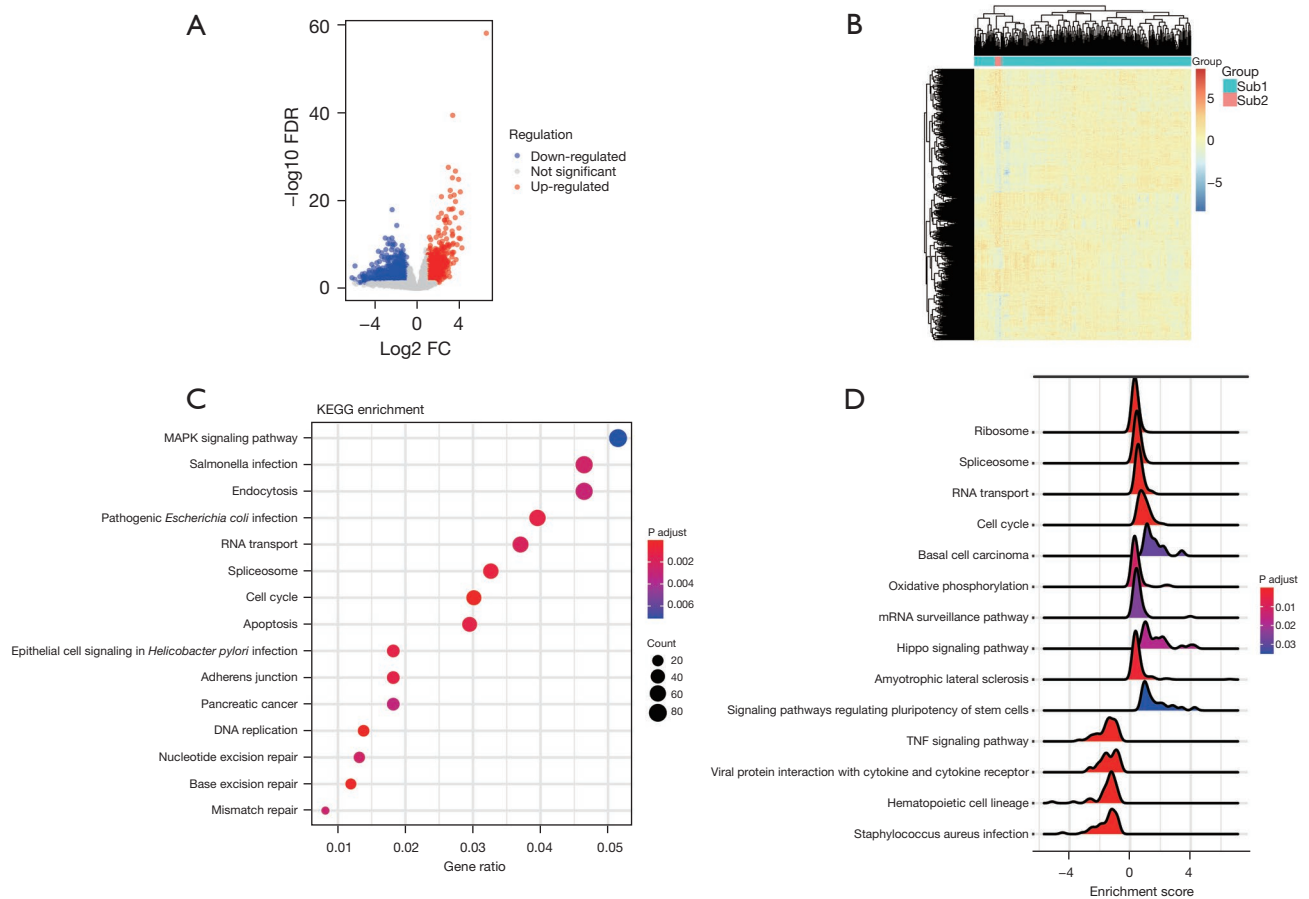 A
60
40
20
0
−log10 FDR
−4
0
4
Log2 FC
Regulation
Down-regulated
Not significant
Up-regulated
B
Group
5
0
−5
Group
Sub1
Sub2
C
KEGG enrichment
MAPK signaling pathway
Salmonella infection
Endocytosis
Pathogenic Escherichia coli infection
RNA transport
Spliceosome
Cell cycle
Apoptosis
Epithelial cell signaling in Helicobacter pylori infection
Adherens junction
Pancreatic cancer
DNA replication
Nucleotide excision repair
Base excision repair
Mismatch repair
0.01
0.02
0.03
0.04
0.05
Gene ratio
P adjust
0.002
0.004
0.006
Count
20
40
60
80
D
Ribosome
Spliceosome
RNA transport
Cell cycle
Basal cell carcinoma
Oxidative phosphorylation
mRNA surveillance pathway
Hippo signaling pathway
Amyotrophic lateral sclerosis
Signaling pathways regulating pluripotency of stem cells
TNF signaling pathway
Viral protein interaction with cytokine and cytokine receptor
Hematopoietic cell lineage
Staphylococcus aureus infection
−4
0
4
Enrichment score
P adjust
0.01
0.02
0.03